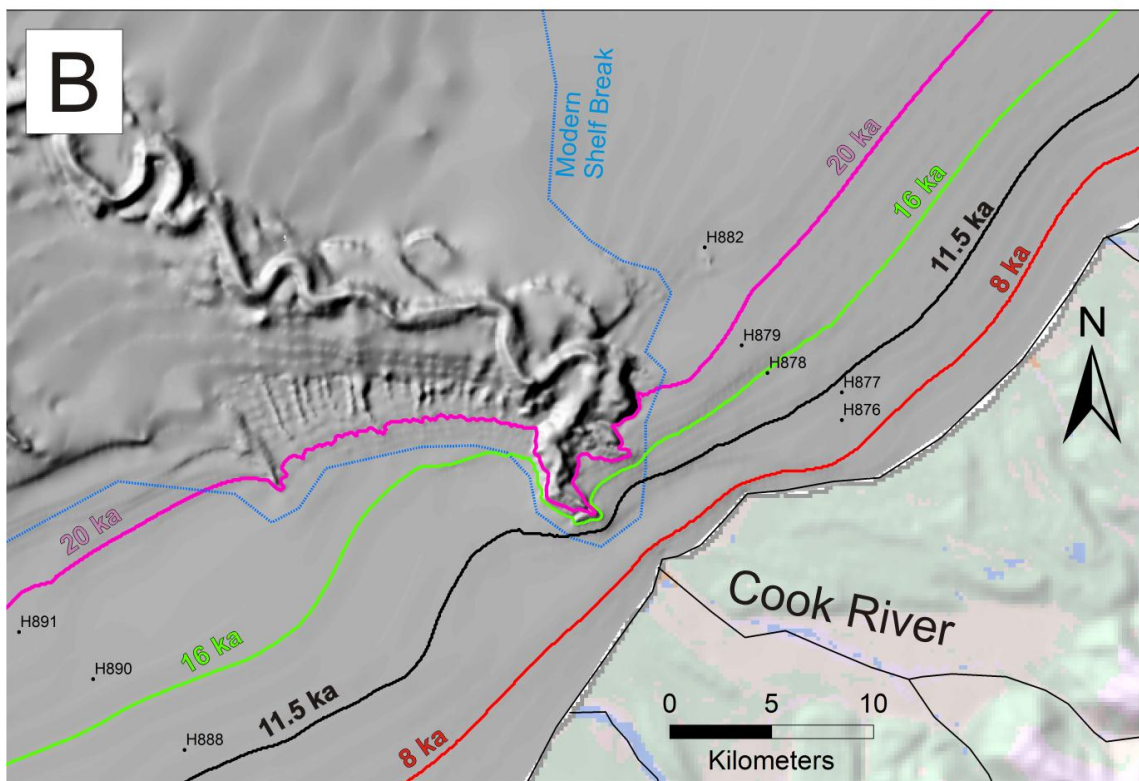 B
Modern
Shelf Break
20 ka
16 ka
11.5 ka
8 ka
H882
H879
H878
H877
H876
N
20 ka
16 ka
11.5 ka
8 ka
H891
H890
H888
Cook River
0 5 10
Kilometers